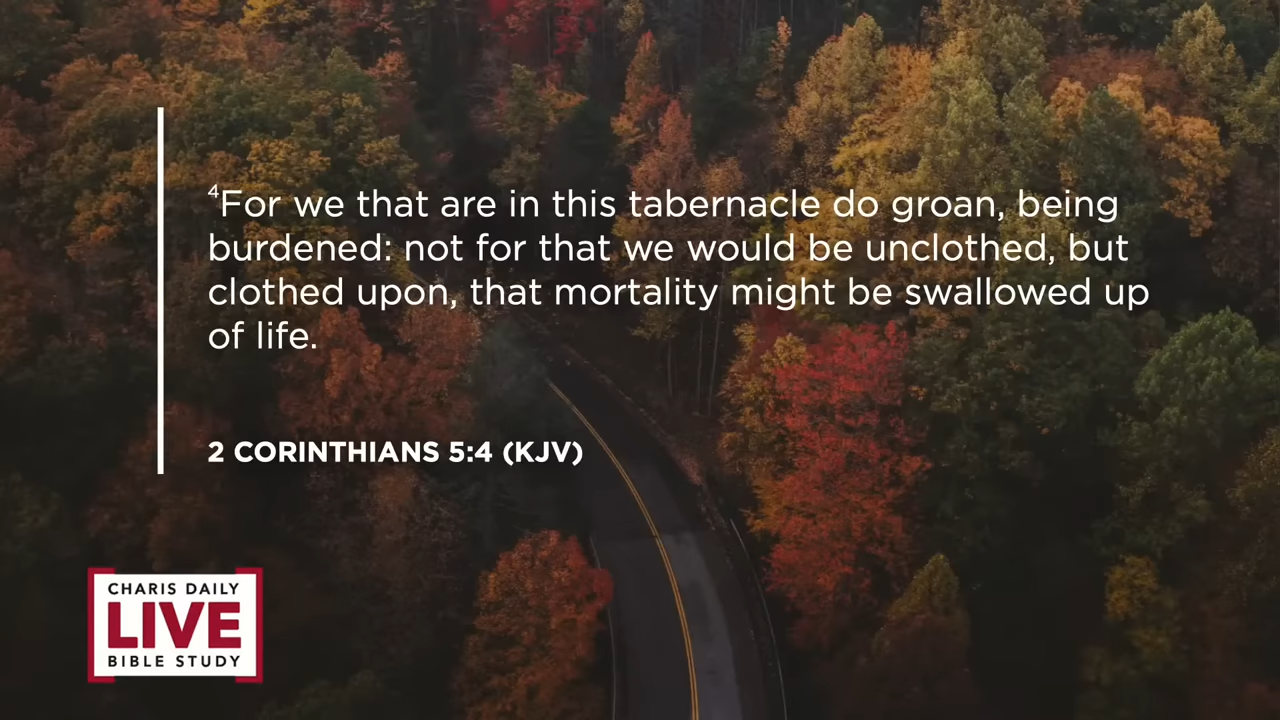 ⁴For we that are in this tabernacle do groan, being
burdened: not for that we would be unclothed, but
clothed upon, that mortality might be swallowed up
of life.
2 CORINTHIANS 5:4 (KJV)
CHARIS DAILY
LIVE
BIBLE STUDY